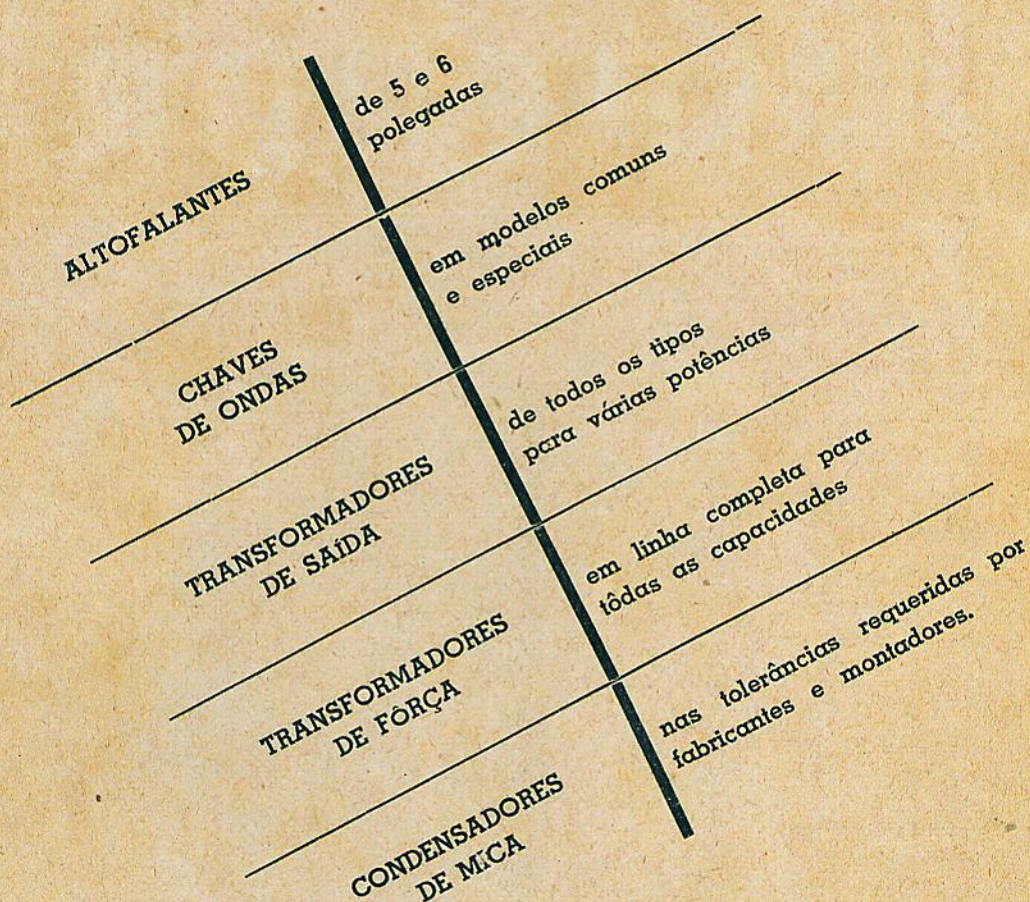 ALTOFALANTES
de 5 e 6
polegadas
CHAVES
DE ONDAS
em modelos comuns
e especiais
TRANSFORMADORES
DE SAÍDA
de todos os tipos
para várias potências
TRANSFORMADORES
DE FÔRÇA
em linha completa para
tôdas as capacidades
CONDENSADORES
DE MICA
nas tolerâncias requeridas por
fabricantes e montadores.